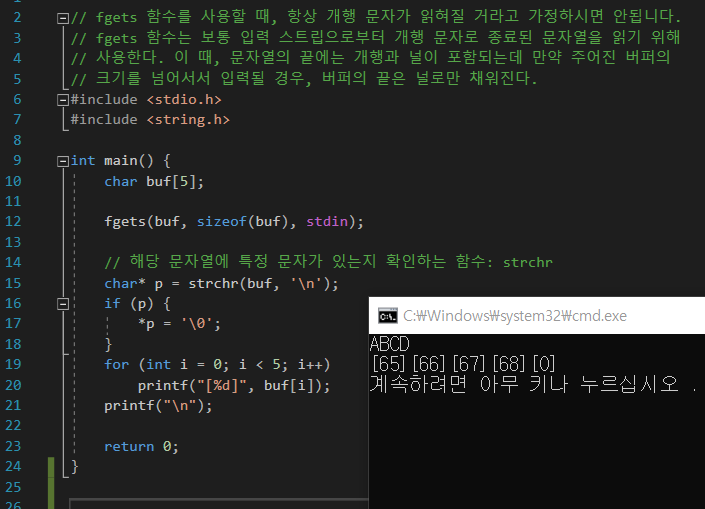 2 // fgets 함수를 사용할 때, 항상 개행 문자가 읽혀질 거라고 가정하시면 안됩니다.
3 // fgets 함수는 보통 입력 스트립으로부터 개행 문자로 종료된 문자열을 읽기 위해
4 // 사용한다. 이 때, 문자열의 끝에는 개행과 널이 포함되는데 만약 주어진 버퍼의
5 // 크기를 넘어서서 입력될 경우, 버퍼의 끝은 널로만 채워진다.
6 #include <stdio.h>
7 #include <string.h>
8
9 int main() {
10 char buf[5];
11
12 fgets(buf, sizeof(buf), stdin);
13
14 // 해당 문자열에 특정 문자가 있는지 확인하는 함수: strchr
15 char* p = strchr(buf, '\n');
16 if (p) {
17 *p = '\0';
18 }
19 for (int i = 0; i < 5; i++)
20 printf("[%d]", buf[i]);
21 printf("\n");
22
23 return 0;
24 }
25
26
C:\Windows\system32\cmd.exe
ABCD
[65][66][67][68][0]
계속하려면 아무 키나 누르십시오 .